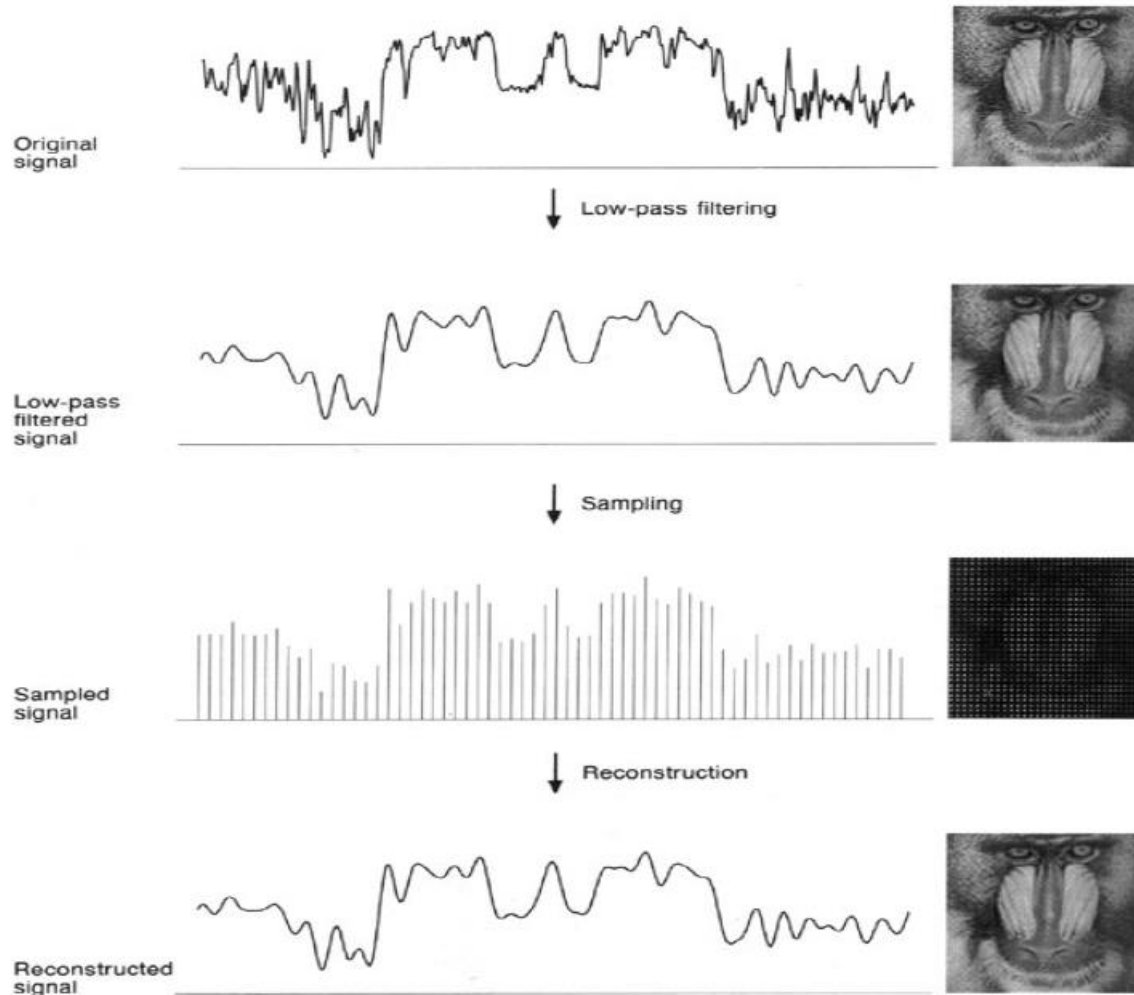 Original
signal
Low-pass filtering
Low-pass
filtered
signal
Sampling
Sampled
signal
Reconstruction
Reconstructed
signal